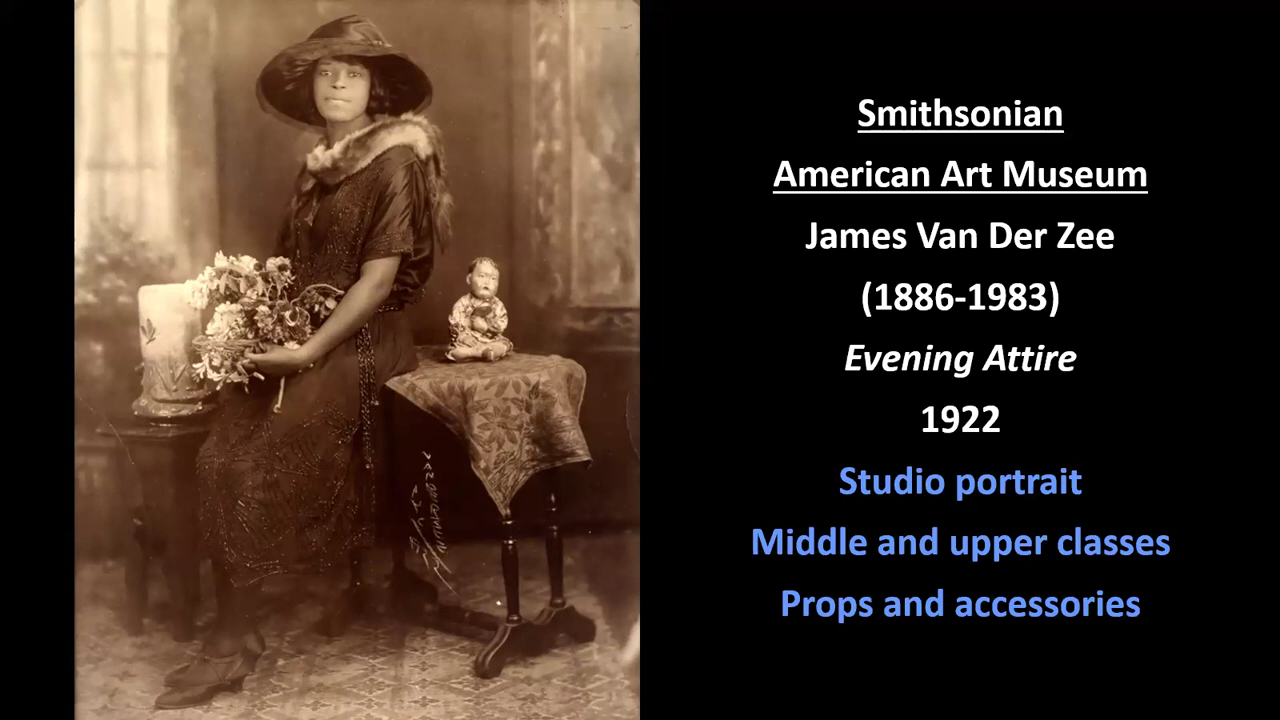 Smithsonian
American Art Museum
James Van Der Zee
(1886-1983)
Evening Attire
1922
Studio portrait
Middle and upper classes
Props and accessories